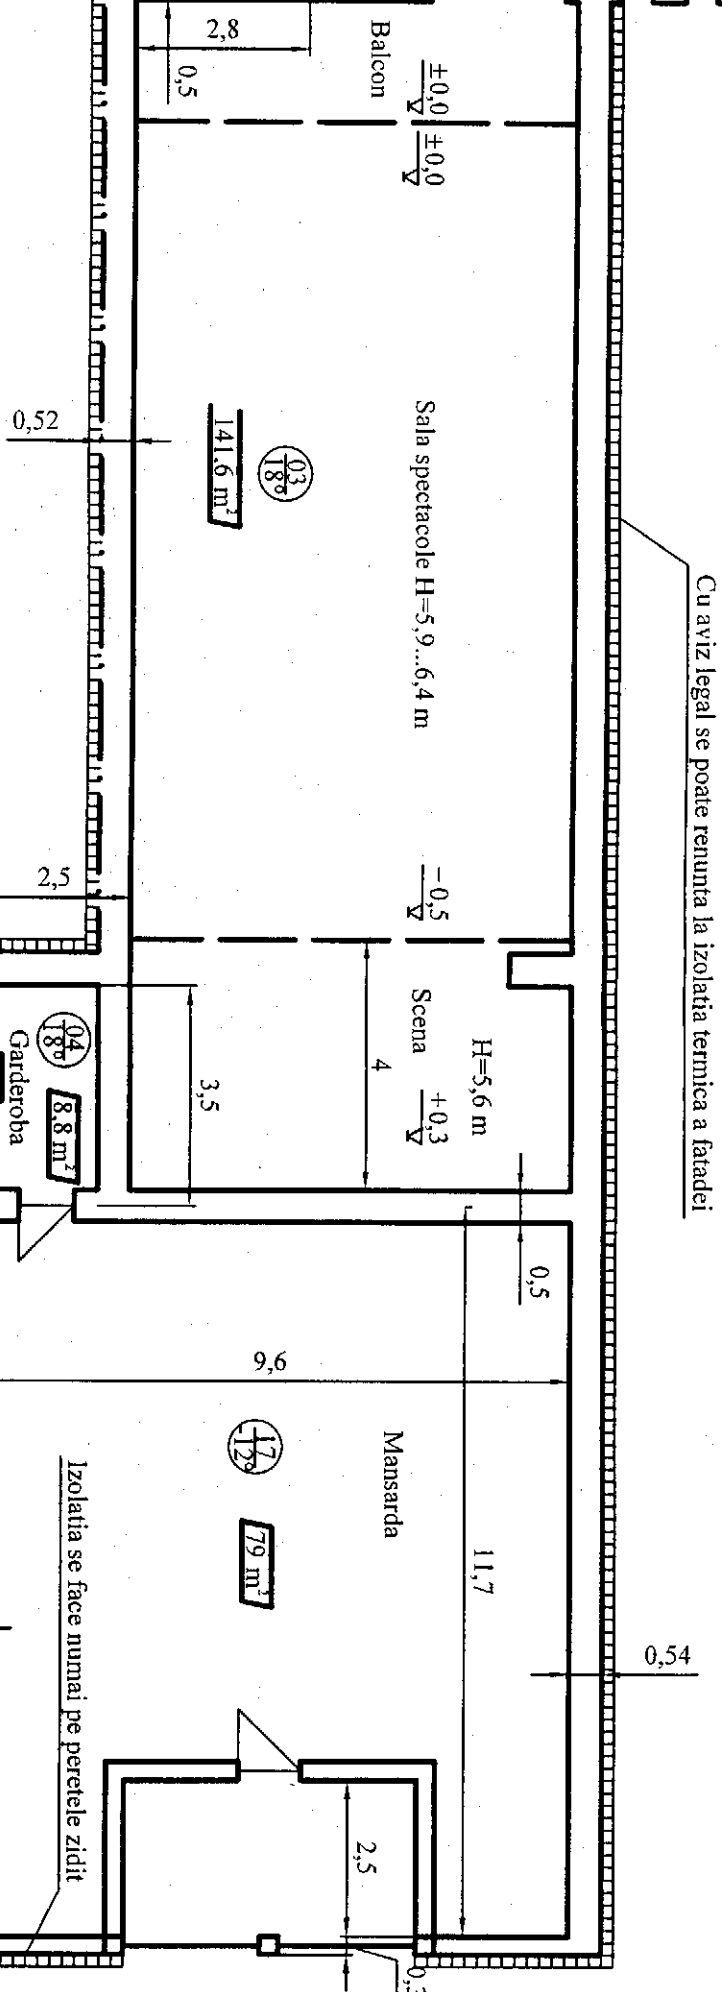 Cu aviz legal se poate renunta la izolatia termica a fatadei
2,8
0,5
Balcon
±0,0
±0,0
Sala spectacole H=5,9...6,4 m
03
18°
141.6 m²
0,52
2,5
-0,5
H=5,6 m
Scena
+0,3
4
3,5
04
18°
8.8 m²
Garderoba
0,5
9,6
11,7
Mansarda
17
-12°
79 m²
0,54
2,5
Izolatia se face numai pe peretele zidit